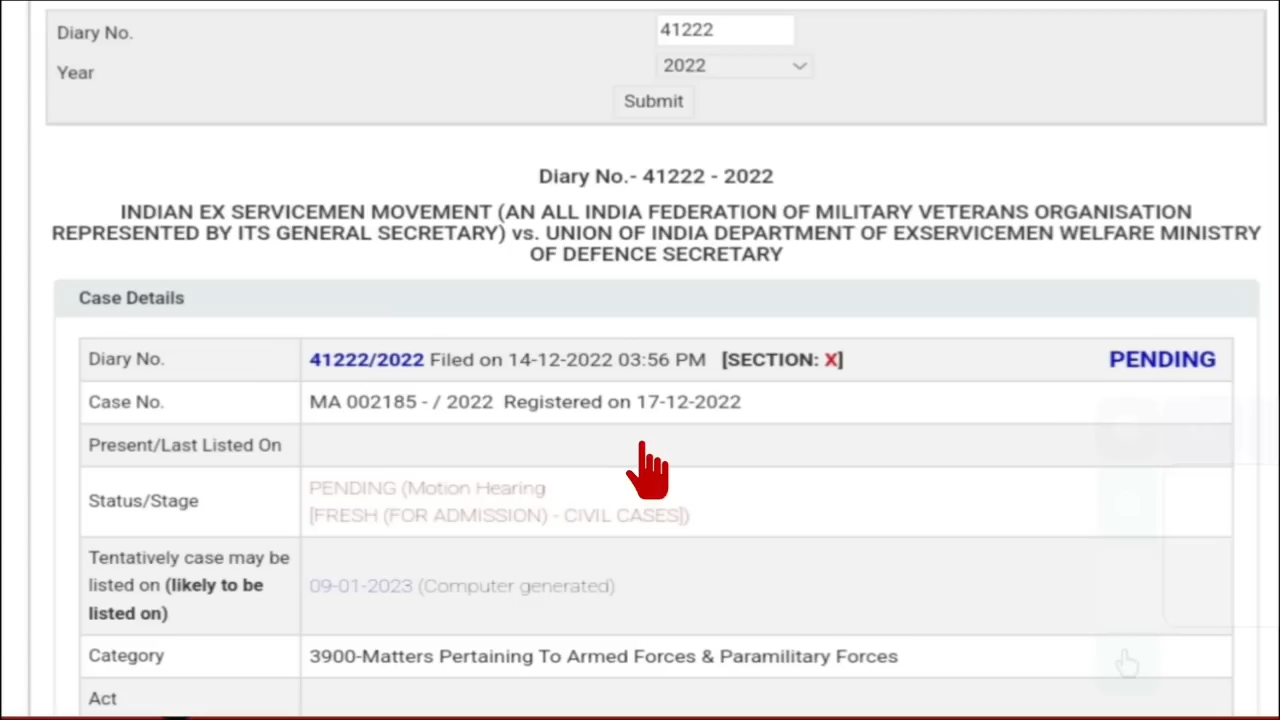 Diary No.
41222
Year
2022
Submit
Diary No.- 41222 - 2022
INDIAN EX SERVICEMEN MOVEMENT (AN ALL INDIA FEDERATION OF MILITARY VETERANS ORGANISATION
REPRESENTED BY ITS GENERAL SECRETARY) vs. UNION OF INDIA DEPARTMENT OF EXSERVICEMEN WELFARE MINISTRY
OF DEFENCE SECRETARY
Case Details
Diary No.
41222/2022 Filed on 14-12-2022 03:56 PM [SECTION: X]
PENDING
Case No.
MA 002185 - / 2022 Registered on 17-12-2022
Present/Last Listed On
Status/Stage
PENDING (Motion Hearing
[FRESH (FOR ADMISSION) - CIVIL CASES])
Tentatively case may be
listed on (likely to be
listed on)
09-01-2023 (Computer generated)
Category
3900-Matters Pertaining To Armed Forces & Paramilitary Forces
Act